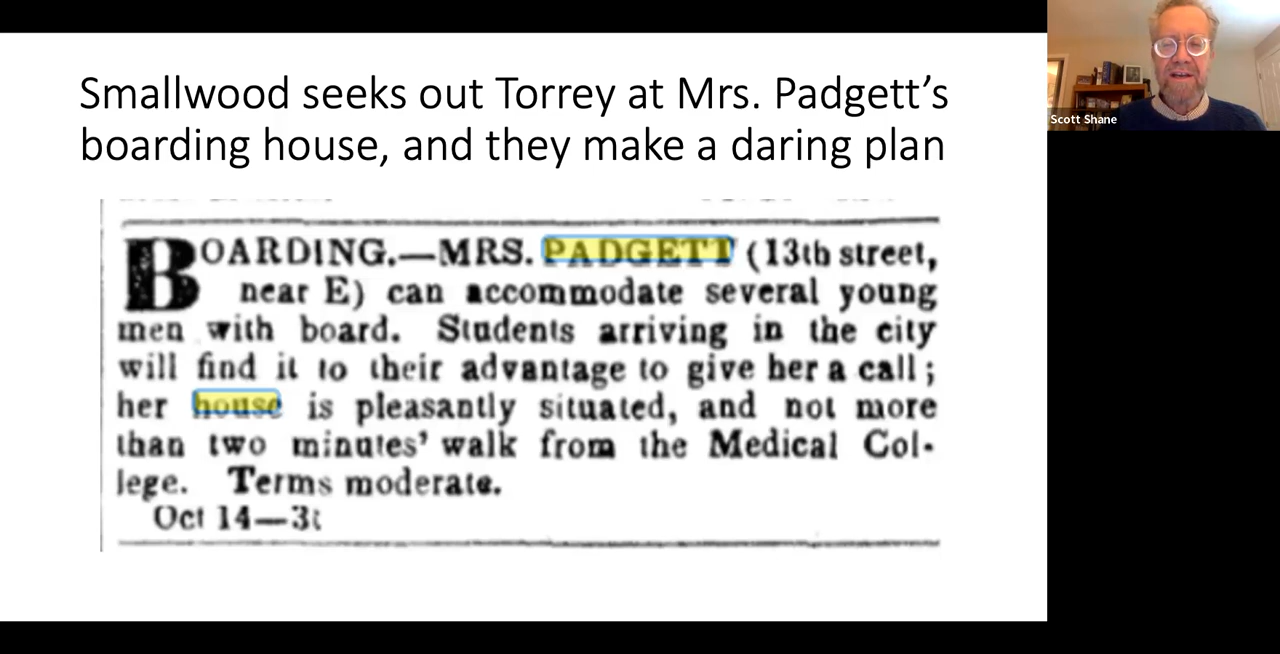 Smallwood seeks out Torrey at Mrs. Padgett's
boarding house, and they make a daring plan
BOARDING.—MRS. PADGETT (13th street,
near E) can accommodate several young
men with board. Students arriving in the city
will find it to their advantage to give her a call;
her house is pleasantly situated, and not more
than two minutes' walk from the Medical Col-
lege. Terms moderate.
Oct 14—3t
Scott Shane